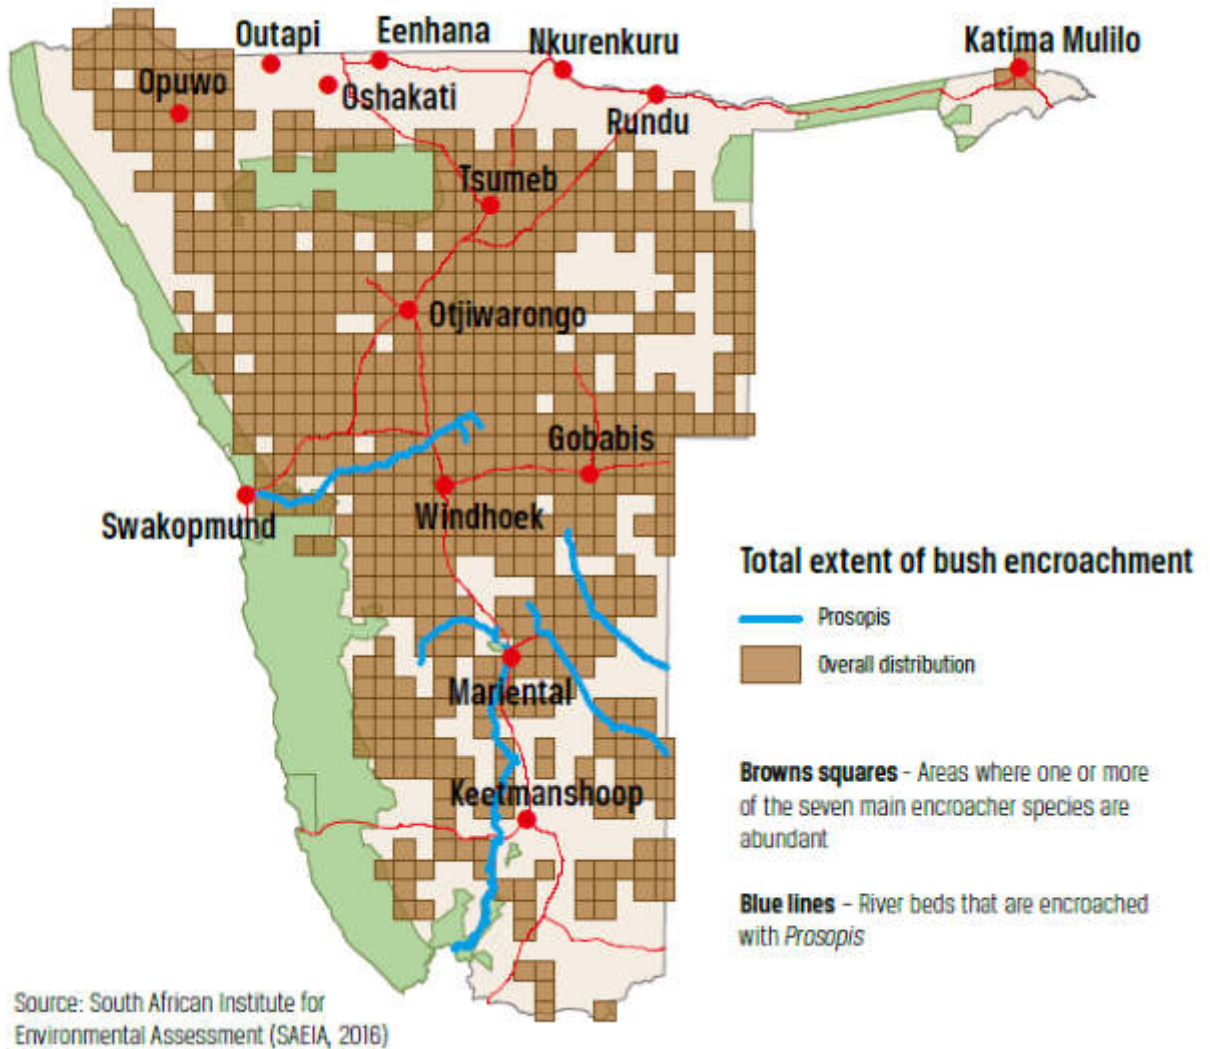 Outapi
Eenhana
Nkurenkuru
Katima Mulilo
Opuwo
Oshakati
Rundu
Tsumeb
Otjiwarongo
Gobabis
Swakopmund
Windhoek
Mariental
Keetmanshoop
Total extent of bush encroachment
Prosopis
Overall distribution
Browns squares - Areas where one or more
of the seven main encroacher species are
abundant
Blue lines – River beds that are encroached
with Prosopis
Source: South African Institute for
Environmental Assessment (SAEIA, 2016)